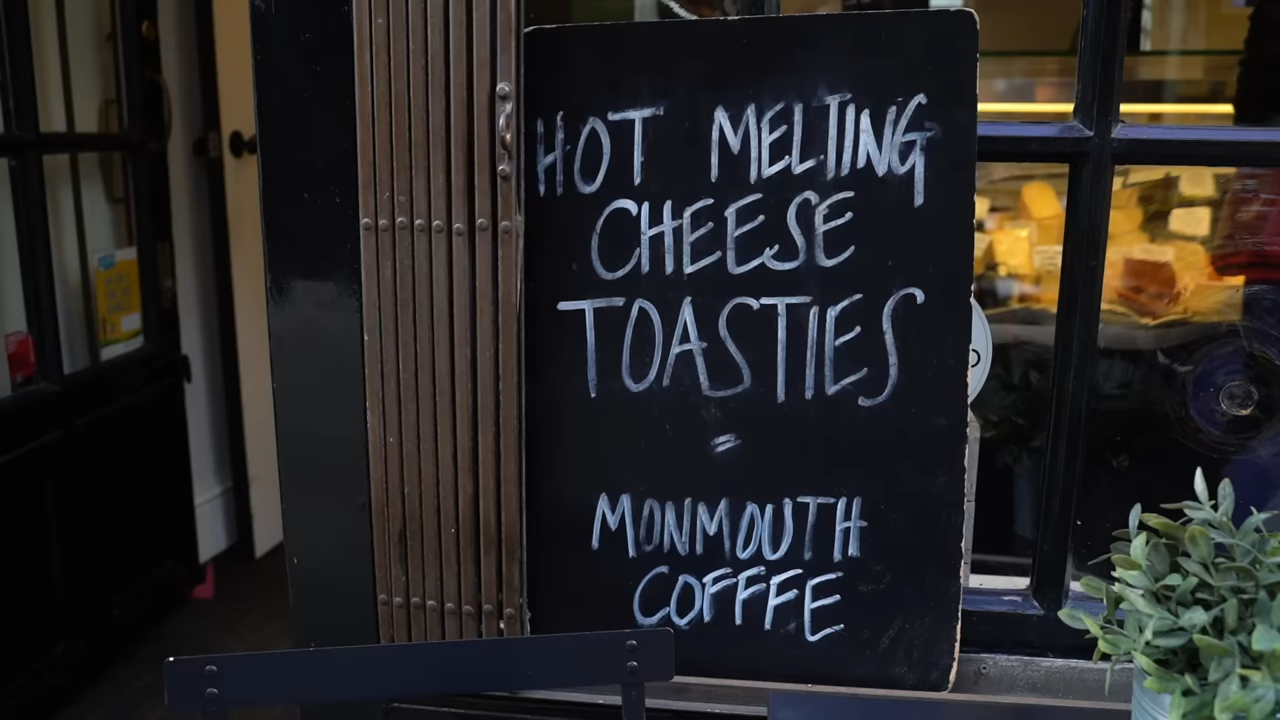 HOT MELTING
CHEESE
TOASTIES
=
MONMOUTH
COFFFE